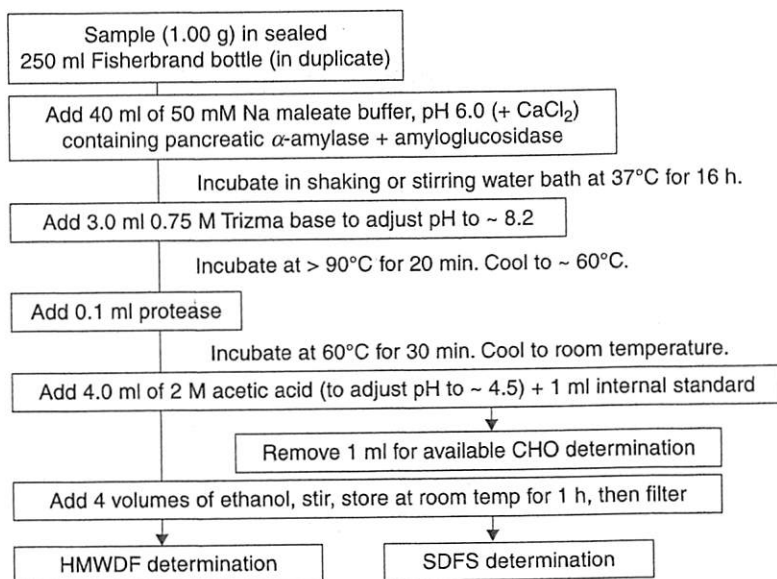 Sample (1.00 g) in sealed
250 ml Fisherbrand bottle (in duplicate)
Add 40 ml of 50 mM Na maleate buffer, pH 6.0 (+ CaCl₂)
containing pancreatic α-amylase + amyloglucosidase
Incubate in shaking or stirring water bath at 37°C for 16 h.
Add 3.0 ml 0.75 M Trizma base to adjust pH to ~ 8.2
Incubate at > 90°C for 20 min. Cool to ~ 60°C.
Add 0.1 ml protease
Incubate at 60°C for 30 min. Cool to room temperature.
Add 4.0 ml of 2 M acetic acid (to adjust pH to ~ 4.5) + 1 ml internal standard
Remove 1 ml for available CHO determination
Add 4 volumes of ethanol, stir, store at room temp for 1 h, then filter
HMWDF determination
SDFS determination